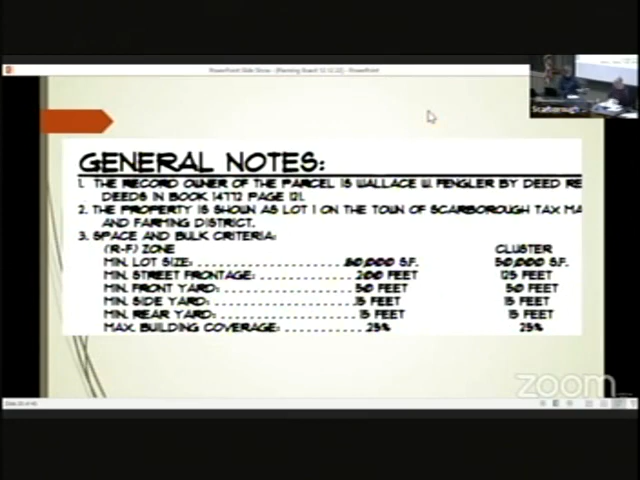 PowerPoint Slide Show - [Planning Board 12.12.22] - PowerPoint
Scarborough
GENERAL NOTES:
1. THE RECORD OWNER OF THE PARCEL IS WALLACE W. FENGLER BY DEED RE
DEEDS IN BOOK 14772 PAGE 121.
2. THE PROPERTY IS SHOWN AS LOT 1 ON THE TOWN OF SCARBOROUGH TAX MA
AND FARMING DISTRICT.
3. SPACE AND BULK CRITERIA:
(R-F) ZONE CLUSTER
MIN. LOT SIZE: 80,000 S.F. 50,000 S.F.
MIN. STREET FRONTAGE: 200 FEET 125 FEET
MIN. FRONT YARD: 50 FEET 50 FEET
MIN. SIDE YARD: 15 FEET 15 FEET
MIN. REAR YARD: 15 FEET 15 FEET
MAX. BUILDING COVERAGE: 25% 25%
zoom